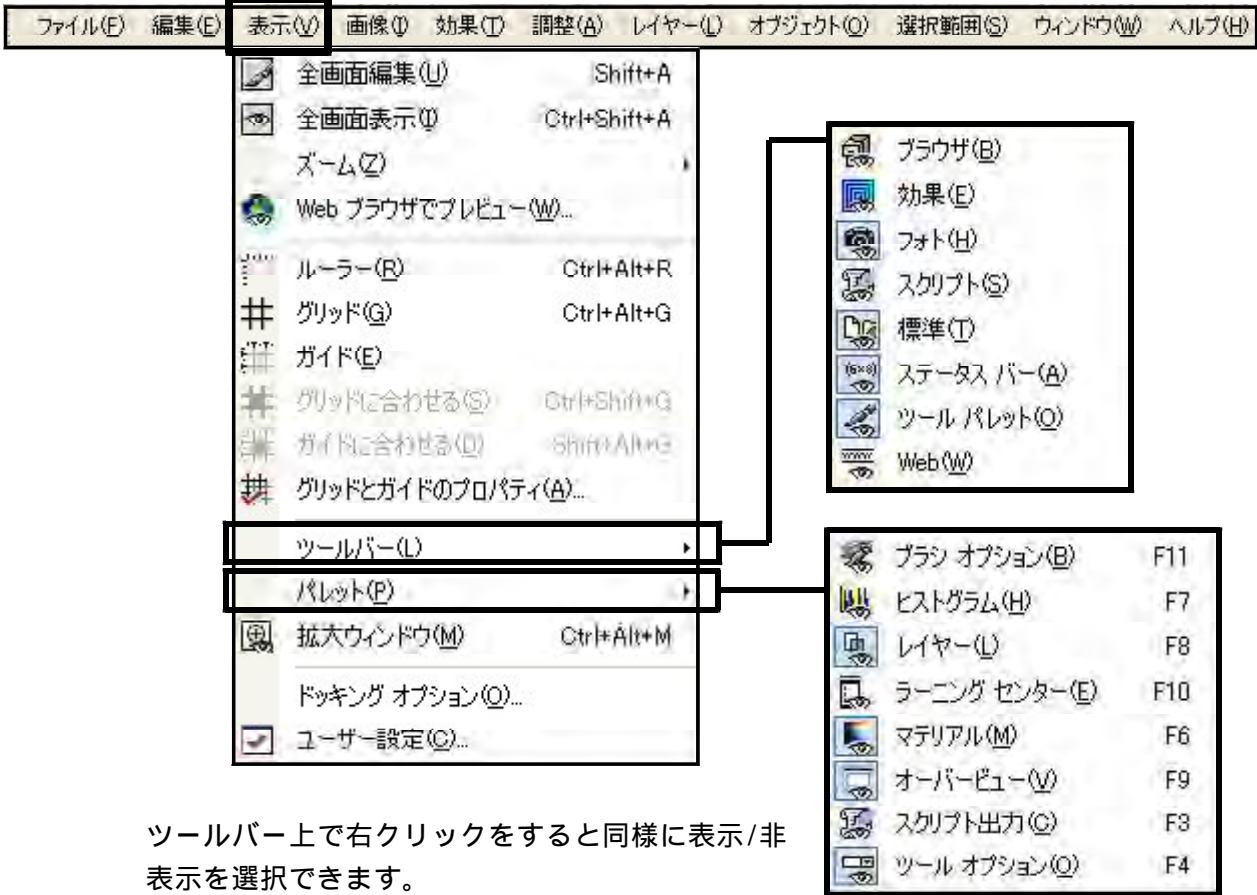 ファイル(F) 編集(E) 表示(V) 画像(I) 効果(T) 調整(A) レイヤー(L) オブジェクト(O) 選択範囲(S) ウィンドウ(W) ヘルプ(H)
全画面編集(U) Shift+A
全画面表示(I) Ctrl+Shift+A
ズーム(Z)
Web ブラウザでプレビュー(W)...
ルーラー(R) Ctrl+Alt+R
グリッド(G) Ctrl+Alt+G
ガイド(E)
グリッドに合わせる(S) Ctrl+Shift+G
ガイドに合わせる(D) Shift+Alt+G
グリッドとガイドのプロパティ(A)...
ツールバー(L)
パレット(P)
拡大ウィンドウ(M) Ctrl+Alt+M
ドッキング オプション(O)...
ユーザー設定(C)...
ブラウザ(B)
効果(E)
フォト(H)
スクリプト(S)
標準(T)
ステータス バー(A)
ツール パレット(O)
Web(W)
ブラシ オプション(B) F11
ヒストグラム(H) F7
レイヤー(L) F8
ラーニング センター(E) F10
マテリアル(M) F6
オーバービュー(V) F9
スクリプト出力(C) F3
ツール オプション(O) F4
ツールバー上で右クリックをすると同様に表示/非
表示を選択できます。